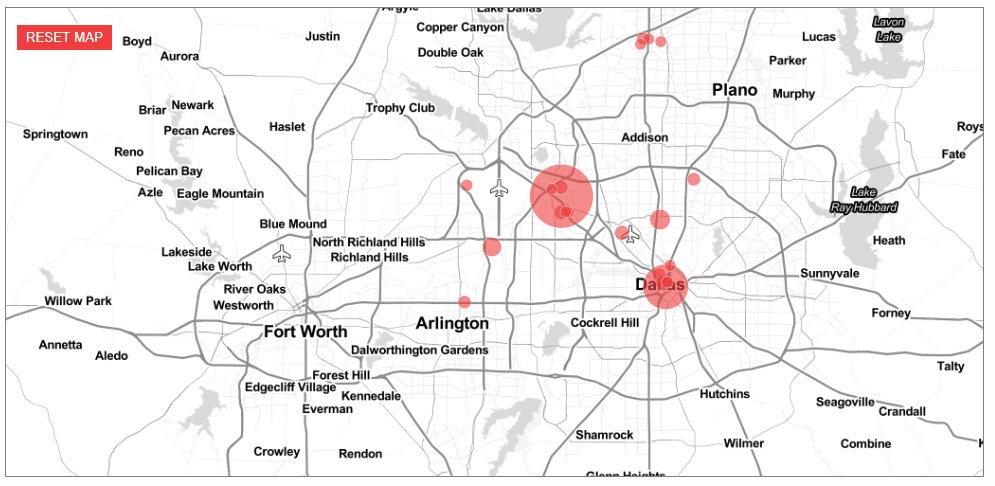 Argyle
Lake Dallas
RESET MAP
Boyd
Aurora
Justin
Copper Canyon
Double Oak
Lucas
Lavon
Lake
Parker
Plano
Murphy
Briar
Newark
Pecan Acres
Haslet
Trophy Club
Addison
Springtown
Reno
Pelican Bay
Azle
Eagle Mountain
Fate
Lake
Ray Hubbard
Blue Mound
Lakeside
Lake Worth
North Richland Hills
Richland Hills
Heath
River Oaks
Westworth
Willow Park
Dallas
Sunnyvale
Forney
Fort Worth
Arlington
Cockrell Hill
Annetta
Aledo
Dalworthington Gardens
Talty
Forest Hill
Edgecliff Village
Kennedale
Everman
Hutchins
Seagoville
Crandall
Shamrock
Wilmer
Combine
Crowley
Rendon
Glenn Heights